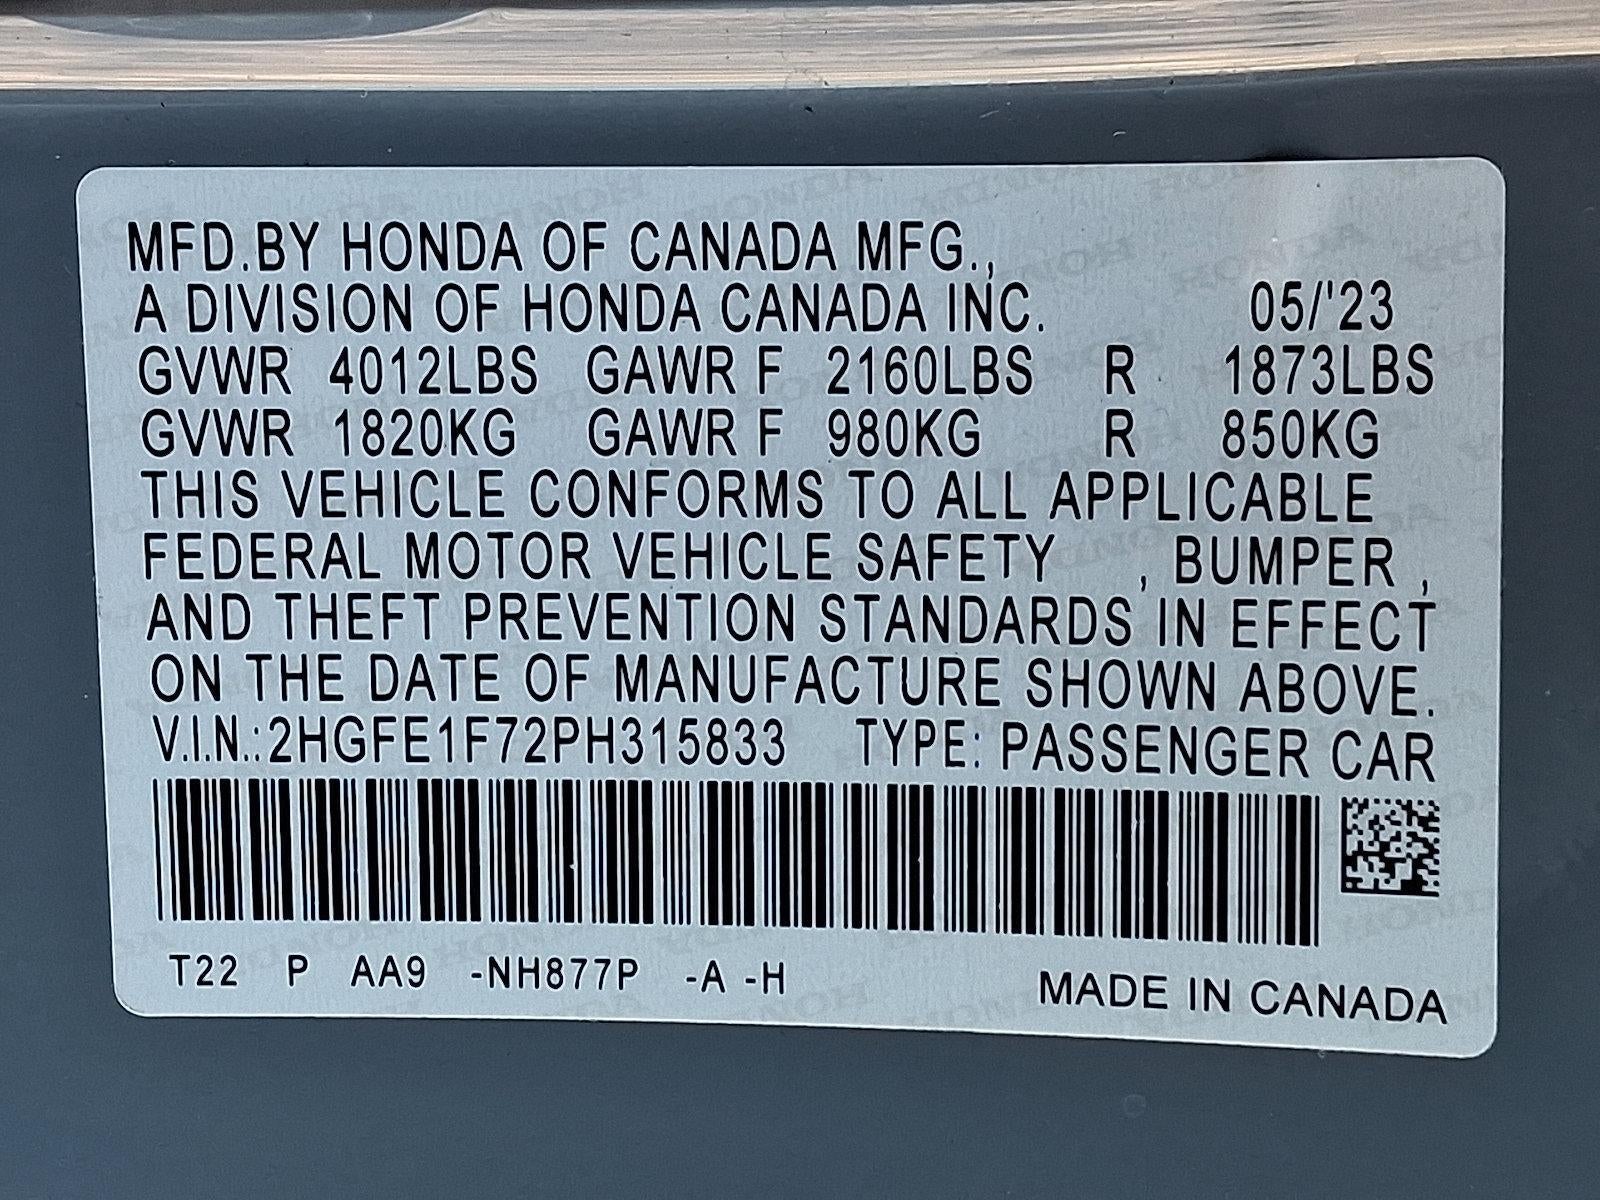 MFD.BY HONDA OF CANADA MFG.,
A DIVISION OF HONDA CANADA INC. 05/'23
GVWR 4012LBS GAWR F 2160LBS R 1873LBS
GVWR 1820KG GAWR F 980KG R 850KG
THIS VEHICLE CONFORMS TO ALL APPLICABLE
FEDERAL MOTOR VEHICLE SAFETY , BUMPER ,
AND THEFT PREVENTION STANDARDS IN EFFECT
ON THE DATE OF MANUFACTURE SHOWN ABOVE.
V.I.N.:2HGFE1F72PH315833 TYPE: PASSENGER CAR
T22 P AA9 -NH877P -A -H MADE IN CANADA